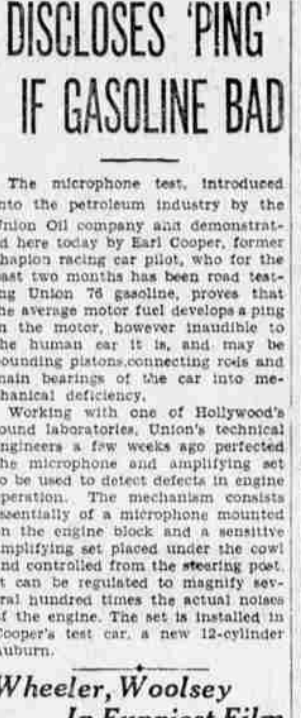 DISCLOSES 'PING'
IF GASOLINE BAD
The microphone test, introduced
nto the petroleum industry by the
Union Oil company and demonstrat-
d here today by Earl Cooper, former
hapion racing car pilot, who for the
ast two months has been road test-
ng Union 76 gasoline, proves that
he average motor fuel develops a ping
n the motor, however inaudible to
he human ear it is, and may be
ounding pistons,connecting rods and
nain bearings of the car into me-
hanical deficiency.
Working with one of Hollywood's
ound laboratories, Union's technical
ngineers a few weeks ago perfected
he microphone and amplifying set
o be used to detect defects in engine
peration. The mechanism consists
ssentially of a microphone mounted
n the engine block and a sensitive
mplifying set placed under the cowl
nd controlled from the steering post.
t can be regulated to magnify sev-
ral hundred times the actual noises
f the engine. The set is installed in
Cooper's test car, a new 12-cylinder
Auburn.
Wheeler, Woolsey
In Funniest Film